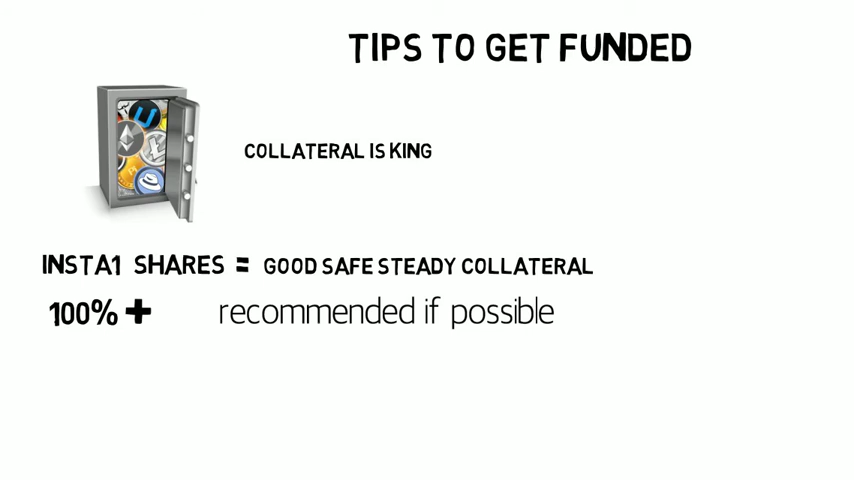 TIPS TO GET FUNDED
COLLATERAL IS KING
INSTA1 SHARES = GOOD SAFE STEADY COLLATERAL
100% + recommended if possible